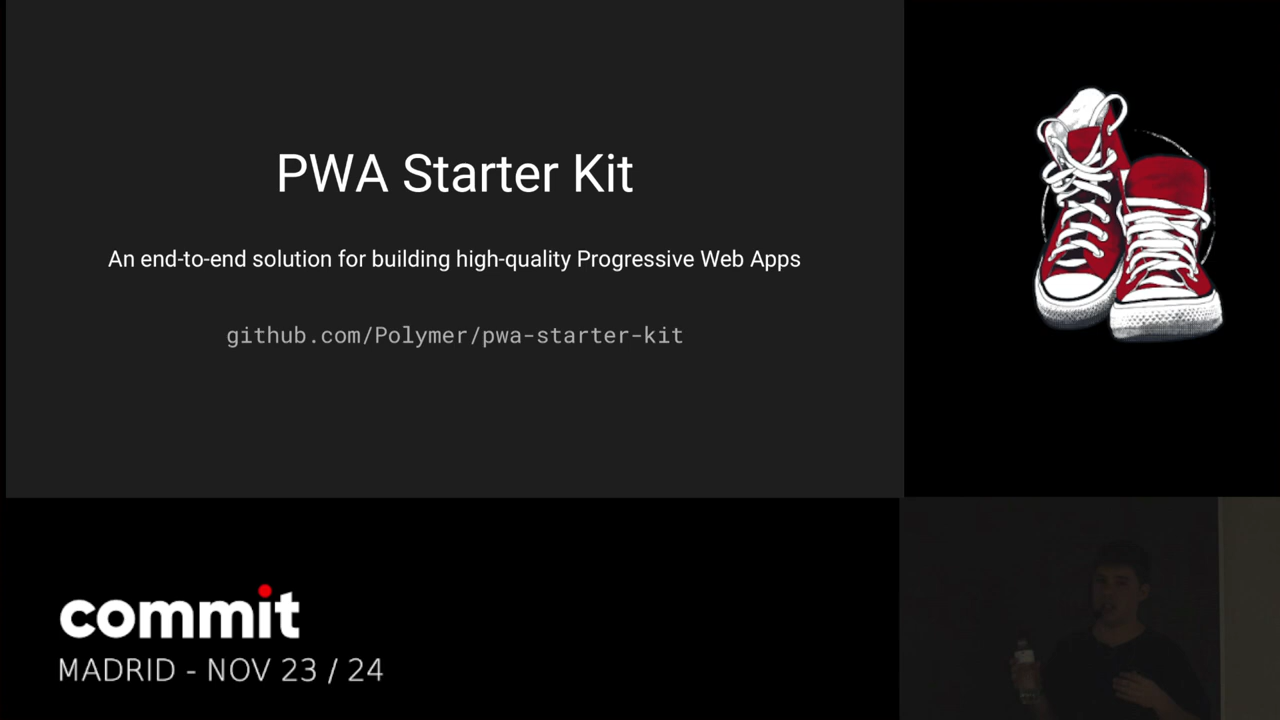 PWA Starter Kit
An end-to-end solution for building high-quality Progressive Web Apps
github.com/Polymer/pwa-starter-kit
commit
MADRID - NOV 23 / 24